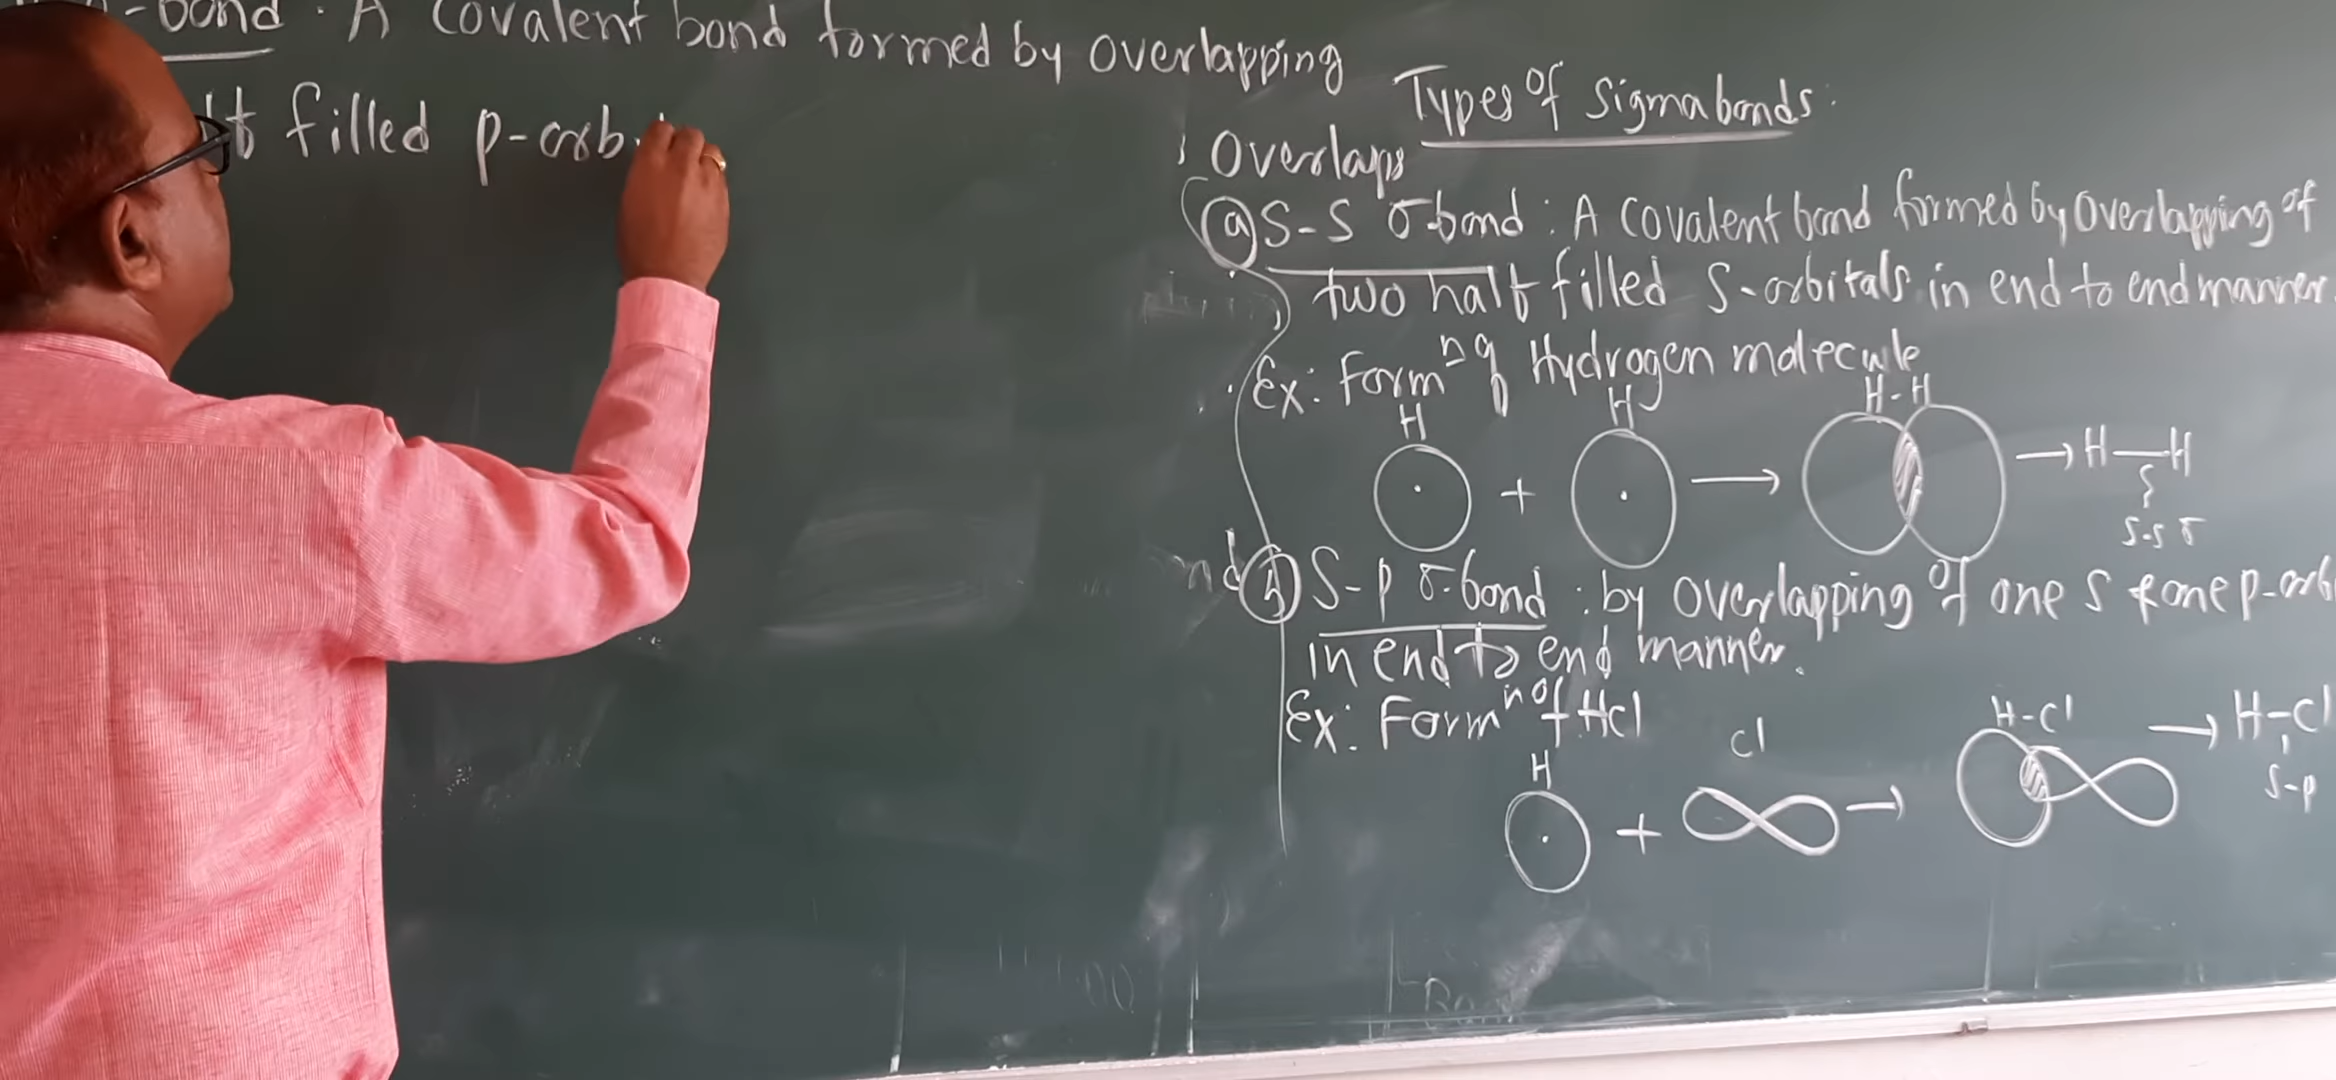 -bond : A Covalent bond formed by overlapping
filled p-orb
Types of Sigma bonds:
Overlaps
(a) S-S σ-bond : A Covalent bond formed by overlapping of
two half filled S-orbitals in end to end manner.
Ex: Formⁿ of Hydrogen molecule
H H H-H
+ → → H—H
S-S σ
S-p σ-bond : by overlapping of one S & one p-orb
in end to end manner.
Ex: Formⁿ of HCl
H Cl H-Cl → H-Cl
+ → S-p